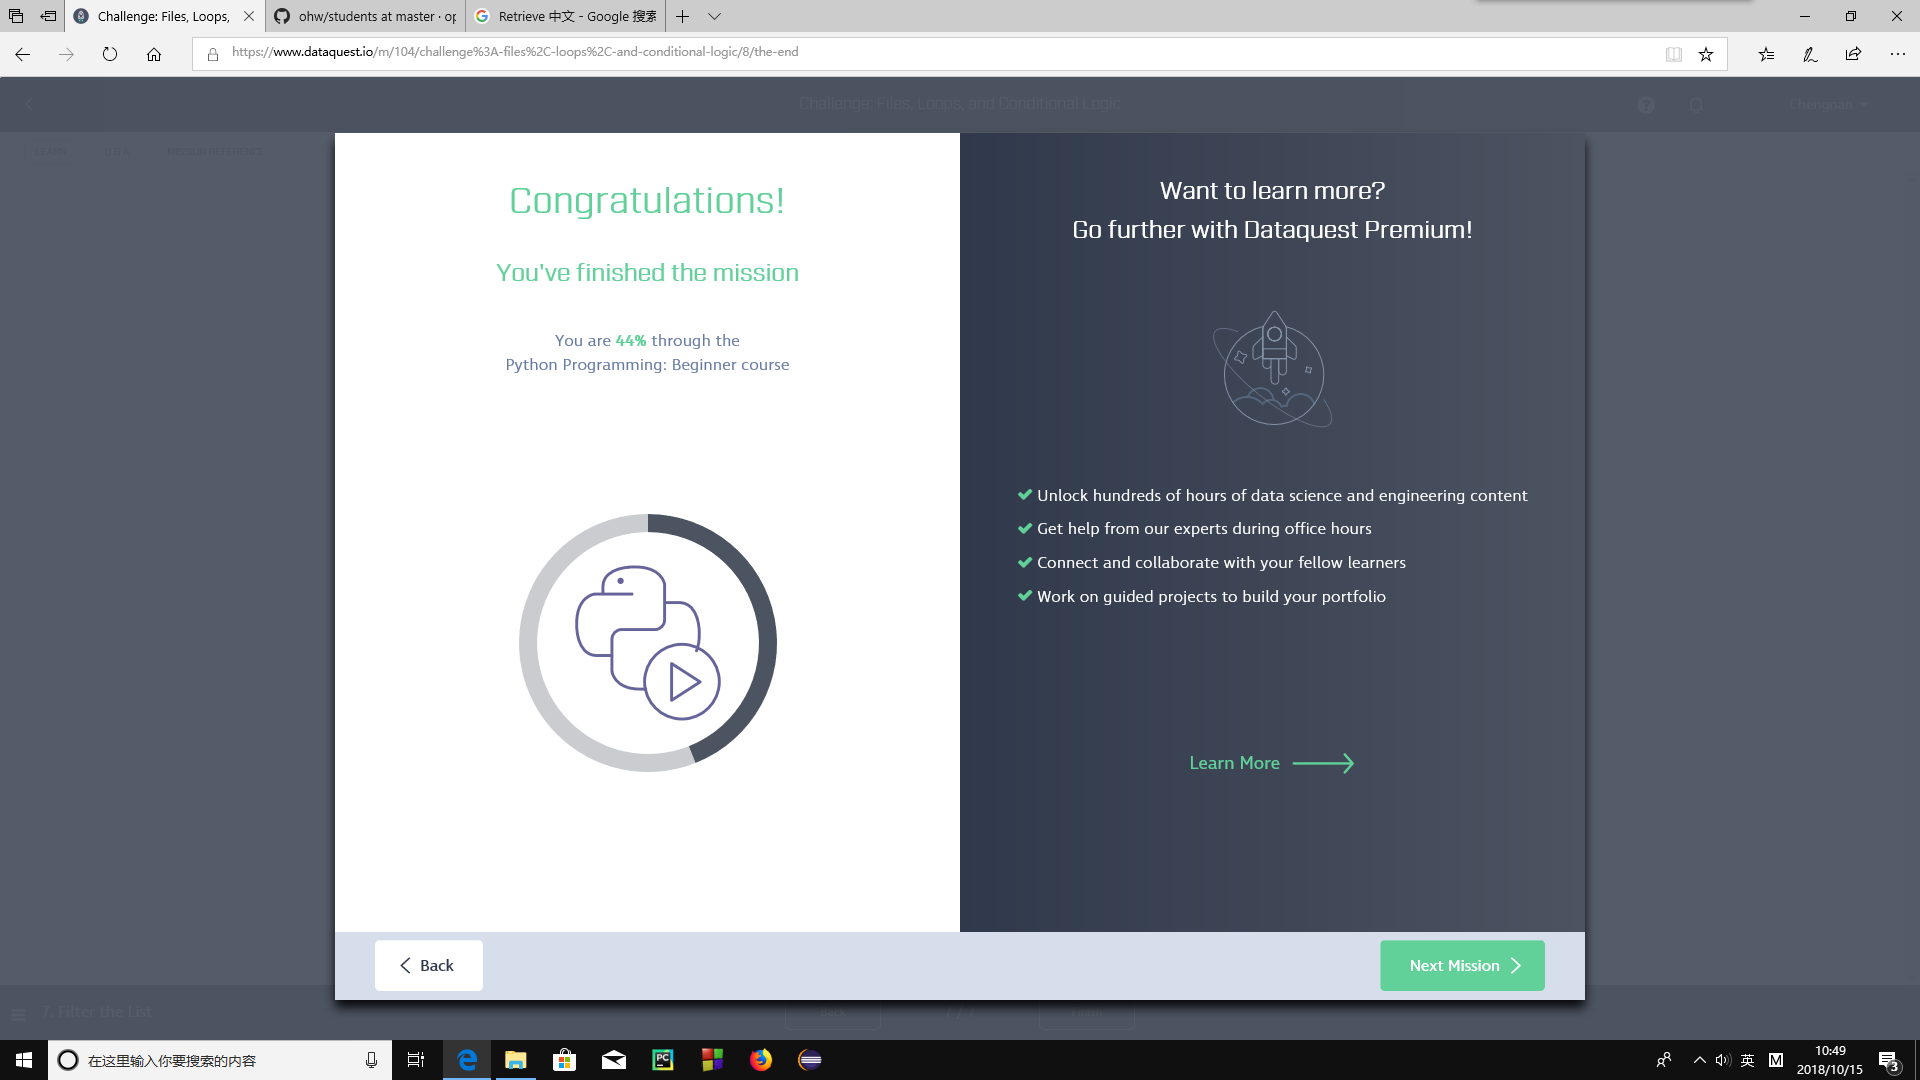 Challenge: Files, Loops,
ohw/students at master · op
Retrieve 中文 - Google 搜索
https://www.dataquest.io/m/104/challenge%3A-files%2C-loops%2C-and-conditional-logic/8/the-end
Challenge: Files, Loops, and Conditional Logic
Congratulations!
You've finished the mission
You are 44% through the
Python Programming: Beginner course
Want to learn more?
Go further with Dataquest Premium!
Unlock hundreds of hours of data science and engineering content
Get help from our experts during office hours
Connect and collaborate with your fellow learners
Work on guided projects to build your portfolio
Learn More
Back
Next Mission
7. Filter the List
在这里输入你要搜索的内容
PC
英
M
10:49
2018/10/15
3